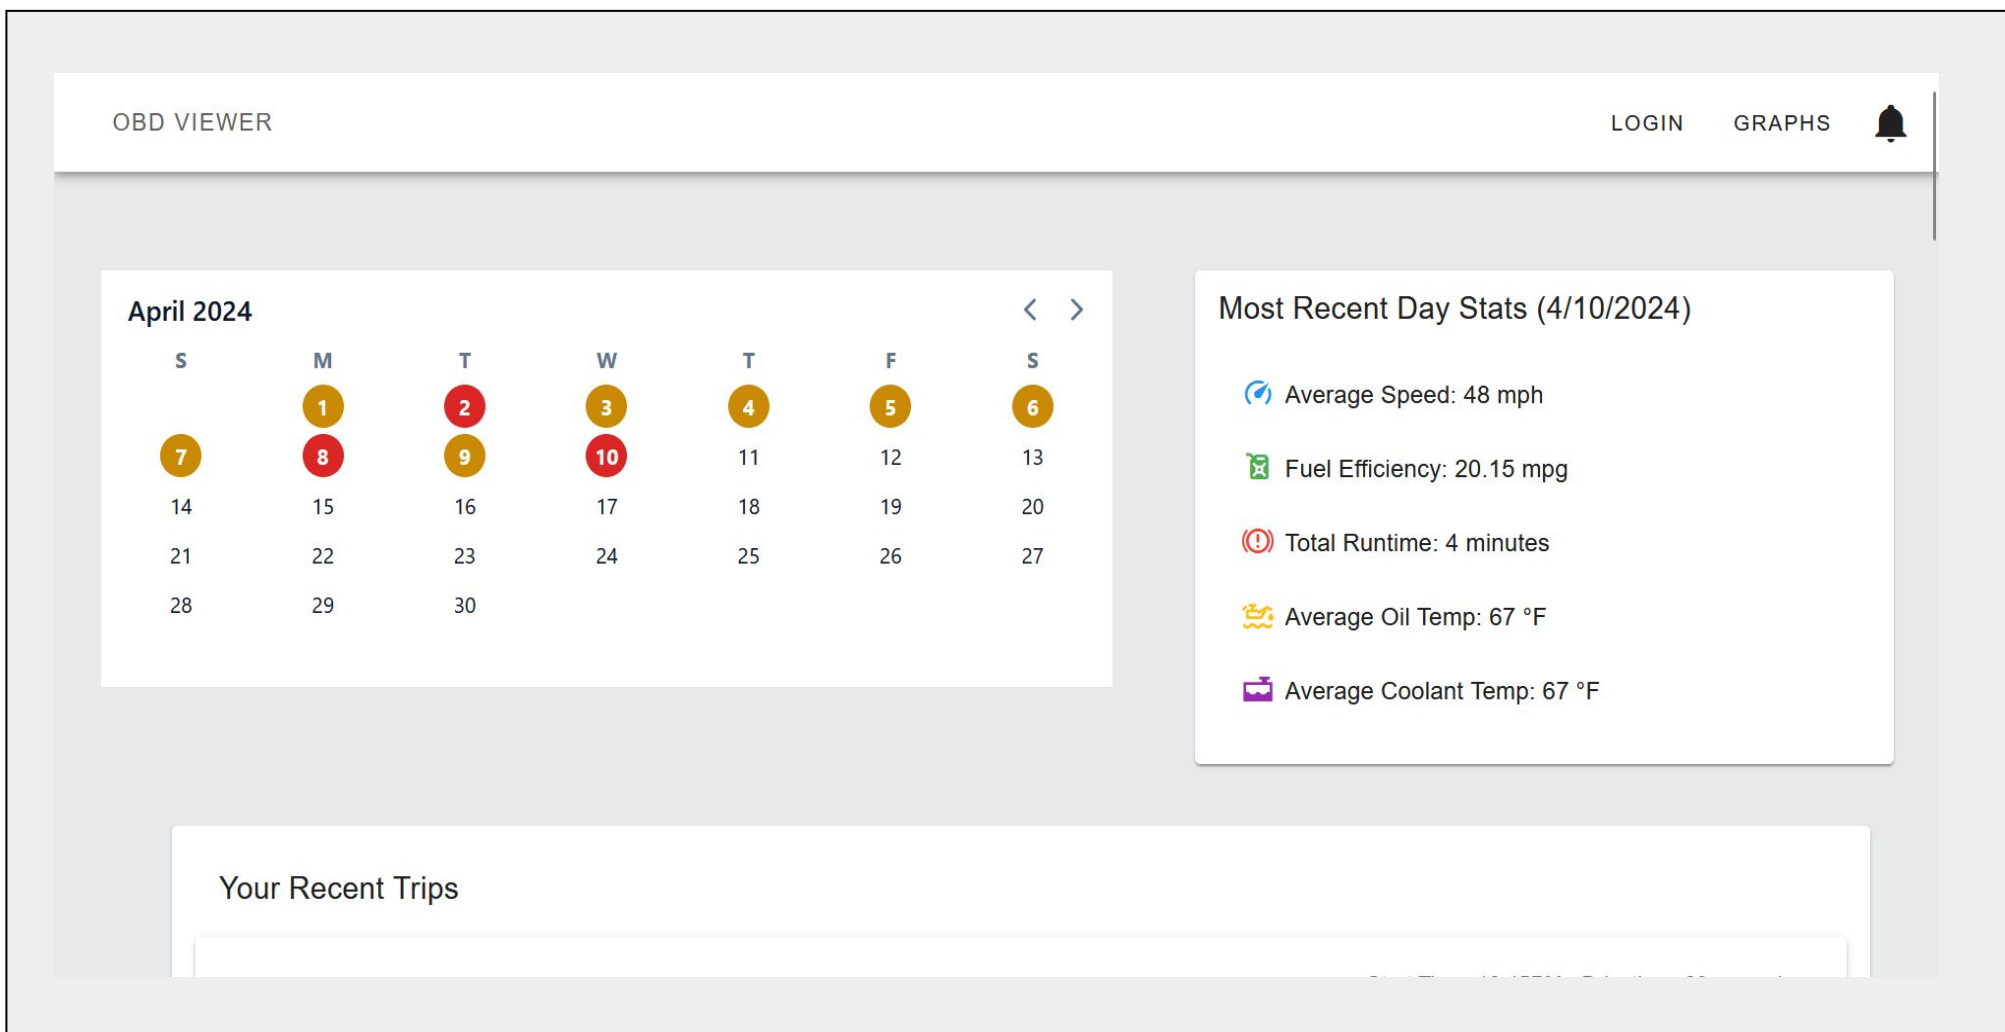 OBD VIEWER
LOGIN GRAPHS
April 2024
S M T W T F S
1 2 3 4 5 6
7 8 9 10 11 12 13
14 15 16 17 18 19 20
21 22 23 24 25 26 27
28 29 30
Most Recent Day Stats (4/10/2024)
Average Speed: 48 mph
Fuel Efficiency: 20.15 mpg
Total Runtime: 4 minutes
Average Oil Temp: 67 °F
Average Coolant Temp: 67 °F
Your Recent Trips